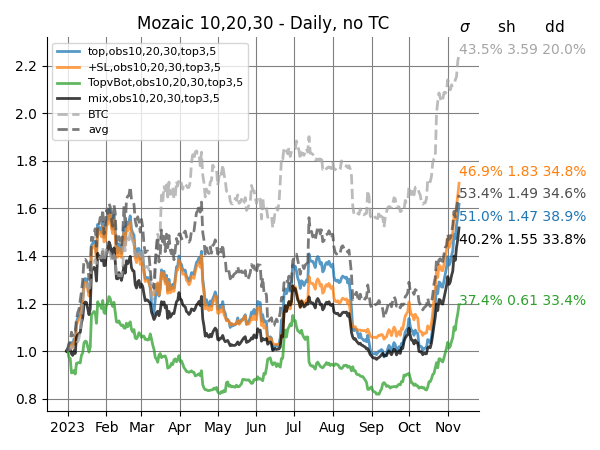 Mozaic 10,20,30 - Daily, no TC
σ sh dd
top,obs10,20,30,top3,5
+SL,obs10,20,30,top3,5
TopvBot,obs10,20,30,top3,5
mix,obs10,20,30,top3,5
BTC
avg
43.5% 3.59 20.0%
46.9% 1.83 34.8%
53.4% 1.49 34.6%
51.0% 1.47 38.9%
40.2% 1.55 33.8%
37.4% 0.61 33.4%
2.2
2.0
1.8
1.6
1.4
1.2
1.0
0.8
2023 Feb Mar Apr May Jun Jul Aug Sep Oct Nov